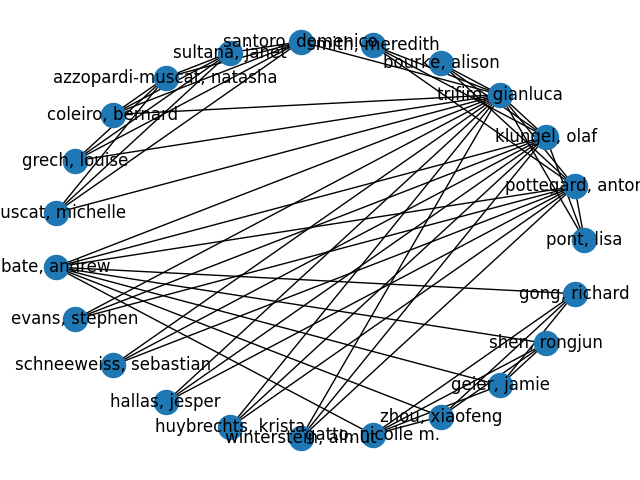 santoro, domenico
smith, meredith
sultana, janet
bourke, alison
azzopardi-muscat, natasha
trifirò, gianluca
coleiro, bernard
klungel, olaf
grech, louise
pottegård, anton
uscat, michelle
pont, lisa
bate, andrew
gong, richard
evans, stephen
shen, rongjun
schneeweiss, sebastian
geier, jamie
hallas, jesper
zhou, xiaofeng
huybrechts, krista
winterstein, almut
gatto, nicolle m.